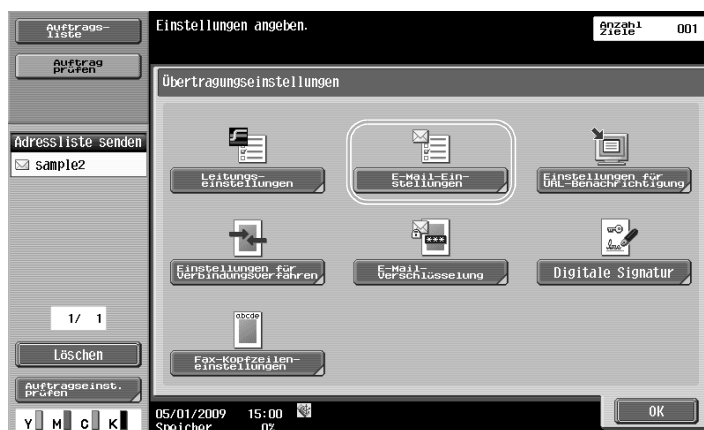 Auftrags-
liste
Auftrag
prüfen
Adressliste senden
sample2
1/ 1
Löschen
Auftragseinst.
prüfen
Y M C K
Einstellungen angeben.
Anzahl
Ziele 001
Übertragungseinstellungen
Leitungs-
einstellungen
E-Mail-Ein-
stellungen
Einstellungen für
URL-Benachrichtigung
Einstellungen für
Verbindungsverfahren
E-Mail-
Verschlüsselung
Digitale Signatur
abcde
Fax-Kopfzeilen-
einstellungen
05/01/2009 15:00
Speicher 0%
OK